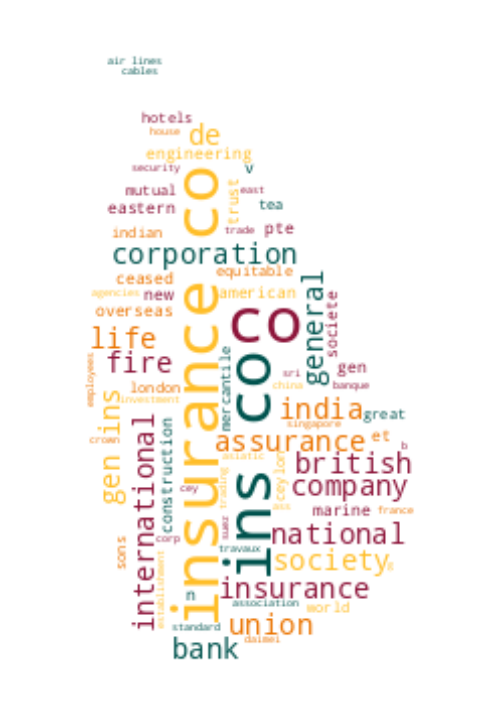 air lines
cables
hotels
house
de
engineering
security
v
mutual
east
trust
eastern
tea
indian
trade
pte
insurance co
corporation
ceased
equitable
agencies
new
american
general
overseas
co
societe
life
fire
mercantile
ins co
gen
employees
sri
london
china
banque
investment
india
great
gen ins
singapore
crown
assurance
et
b
international
construction
asiatic
british
cey
trading
ceylon
company
ass
marine
france
sons
corp
suez
national
travaux
society
s
establishment
n
insurance
association
world
standard
union
daimei
bank